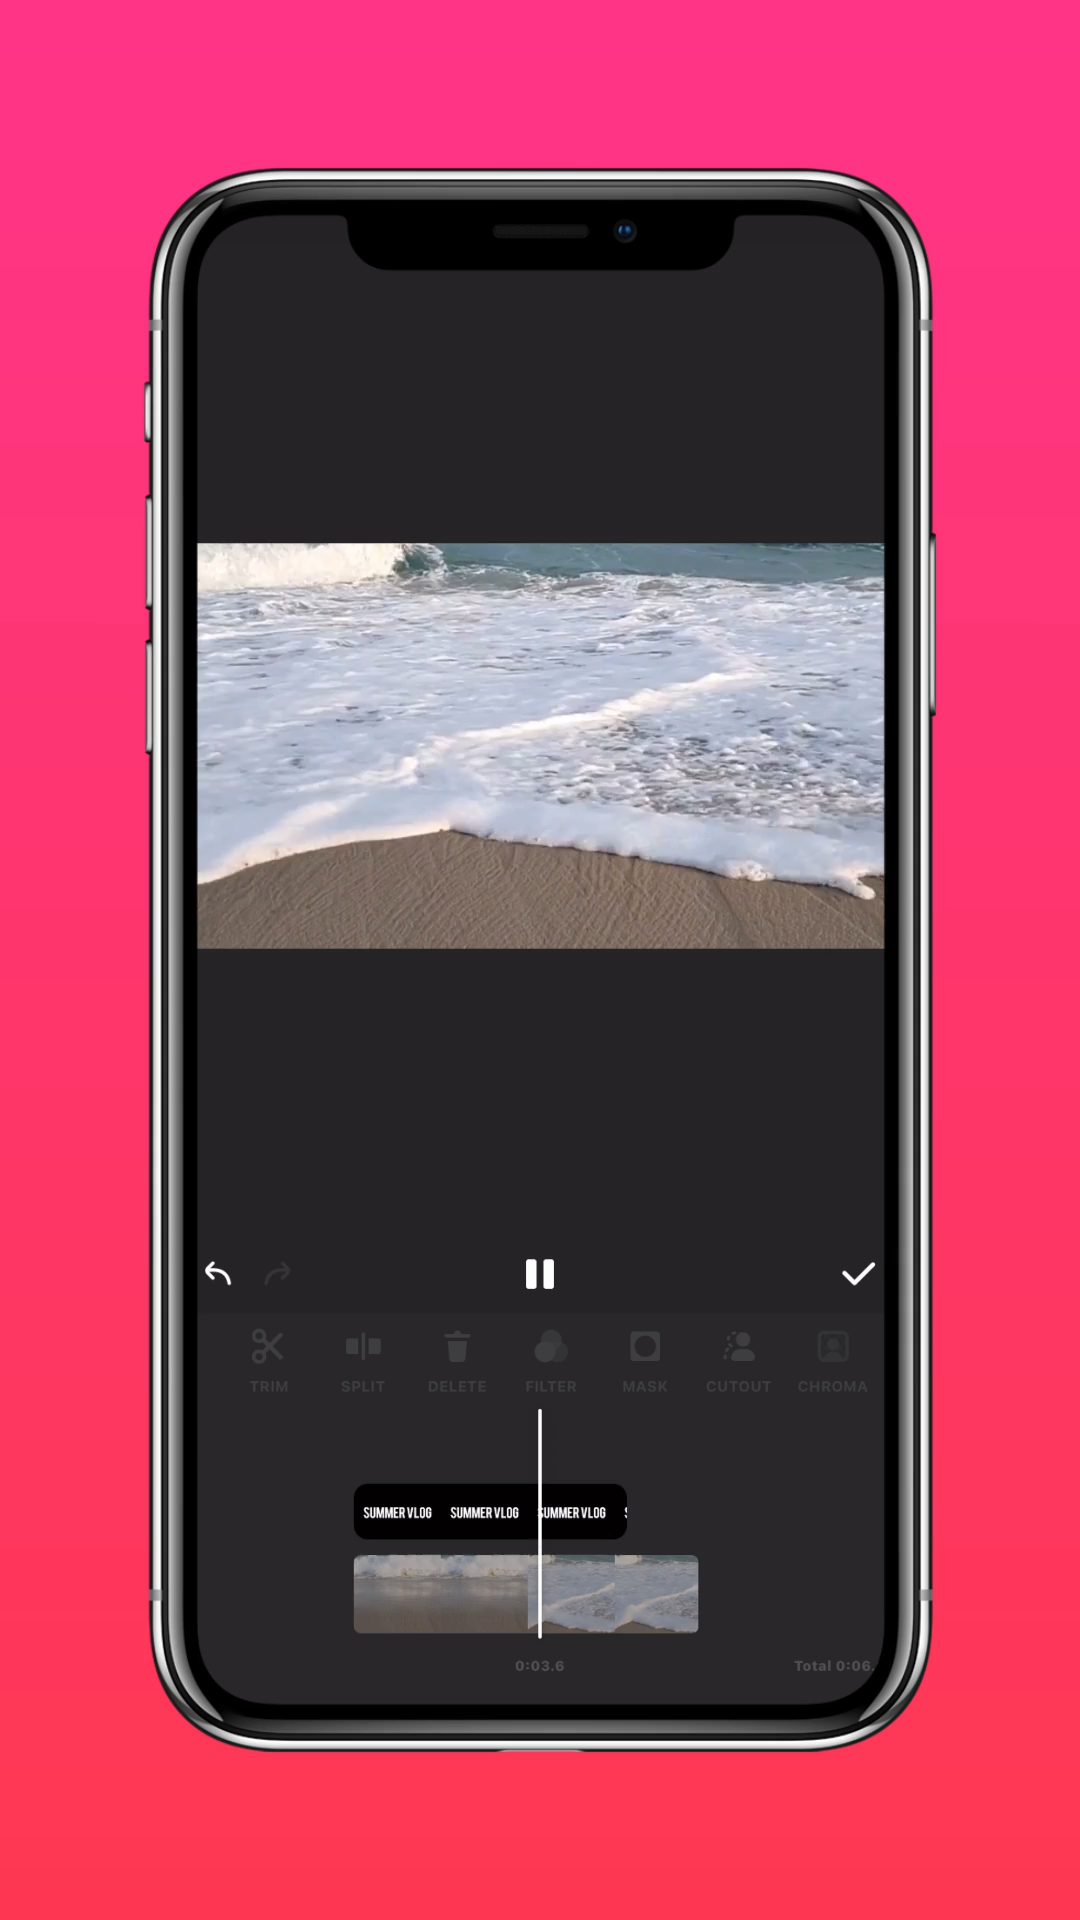 TRIM SPLIT DELETE FILTER MASK CUTOUT CHROMA
SUMMER VLOG SUMMER VLOG SUMMER VLOG S
0:03.6 Total 0:06.